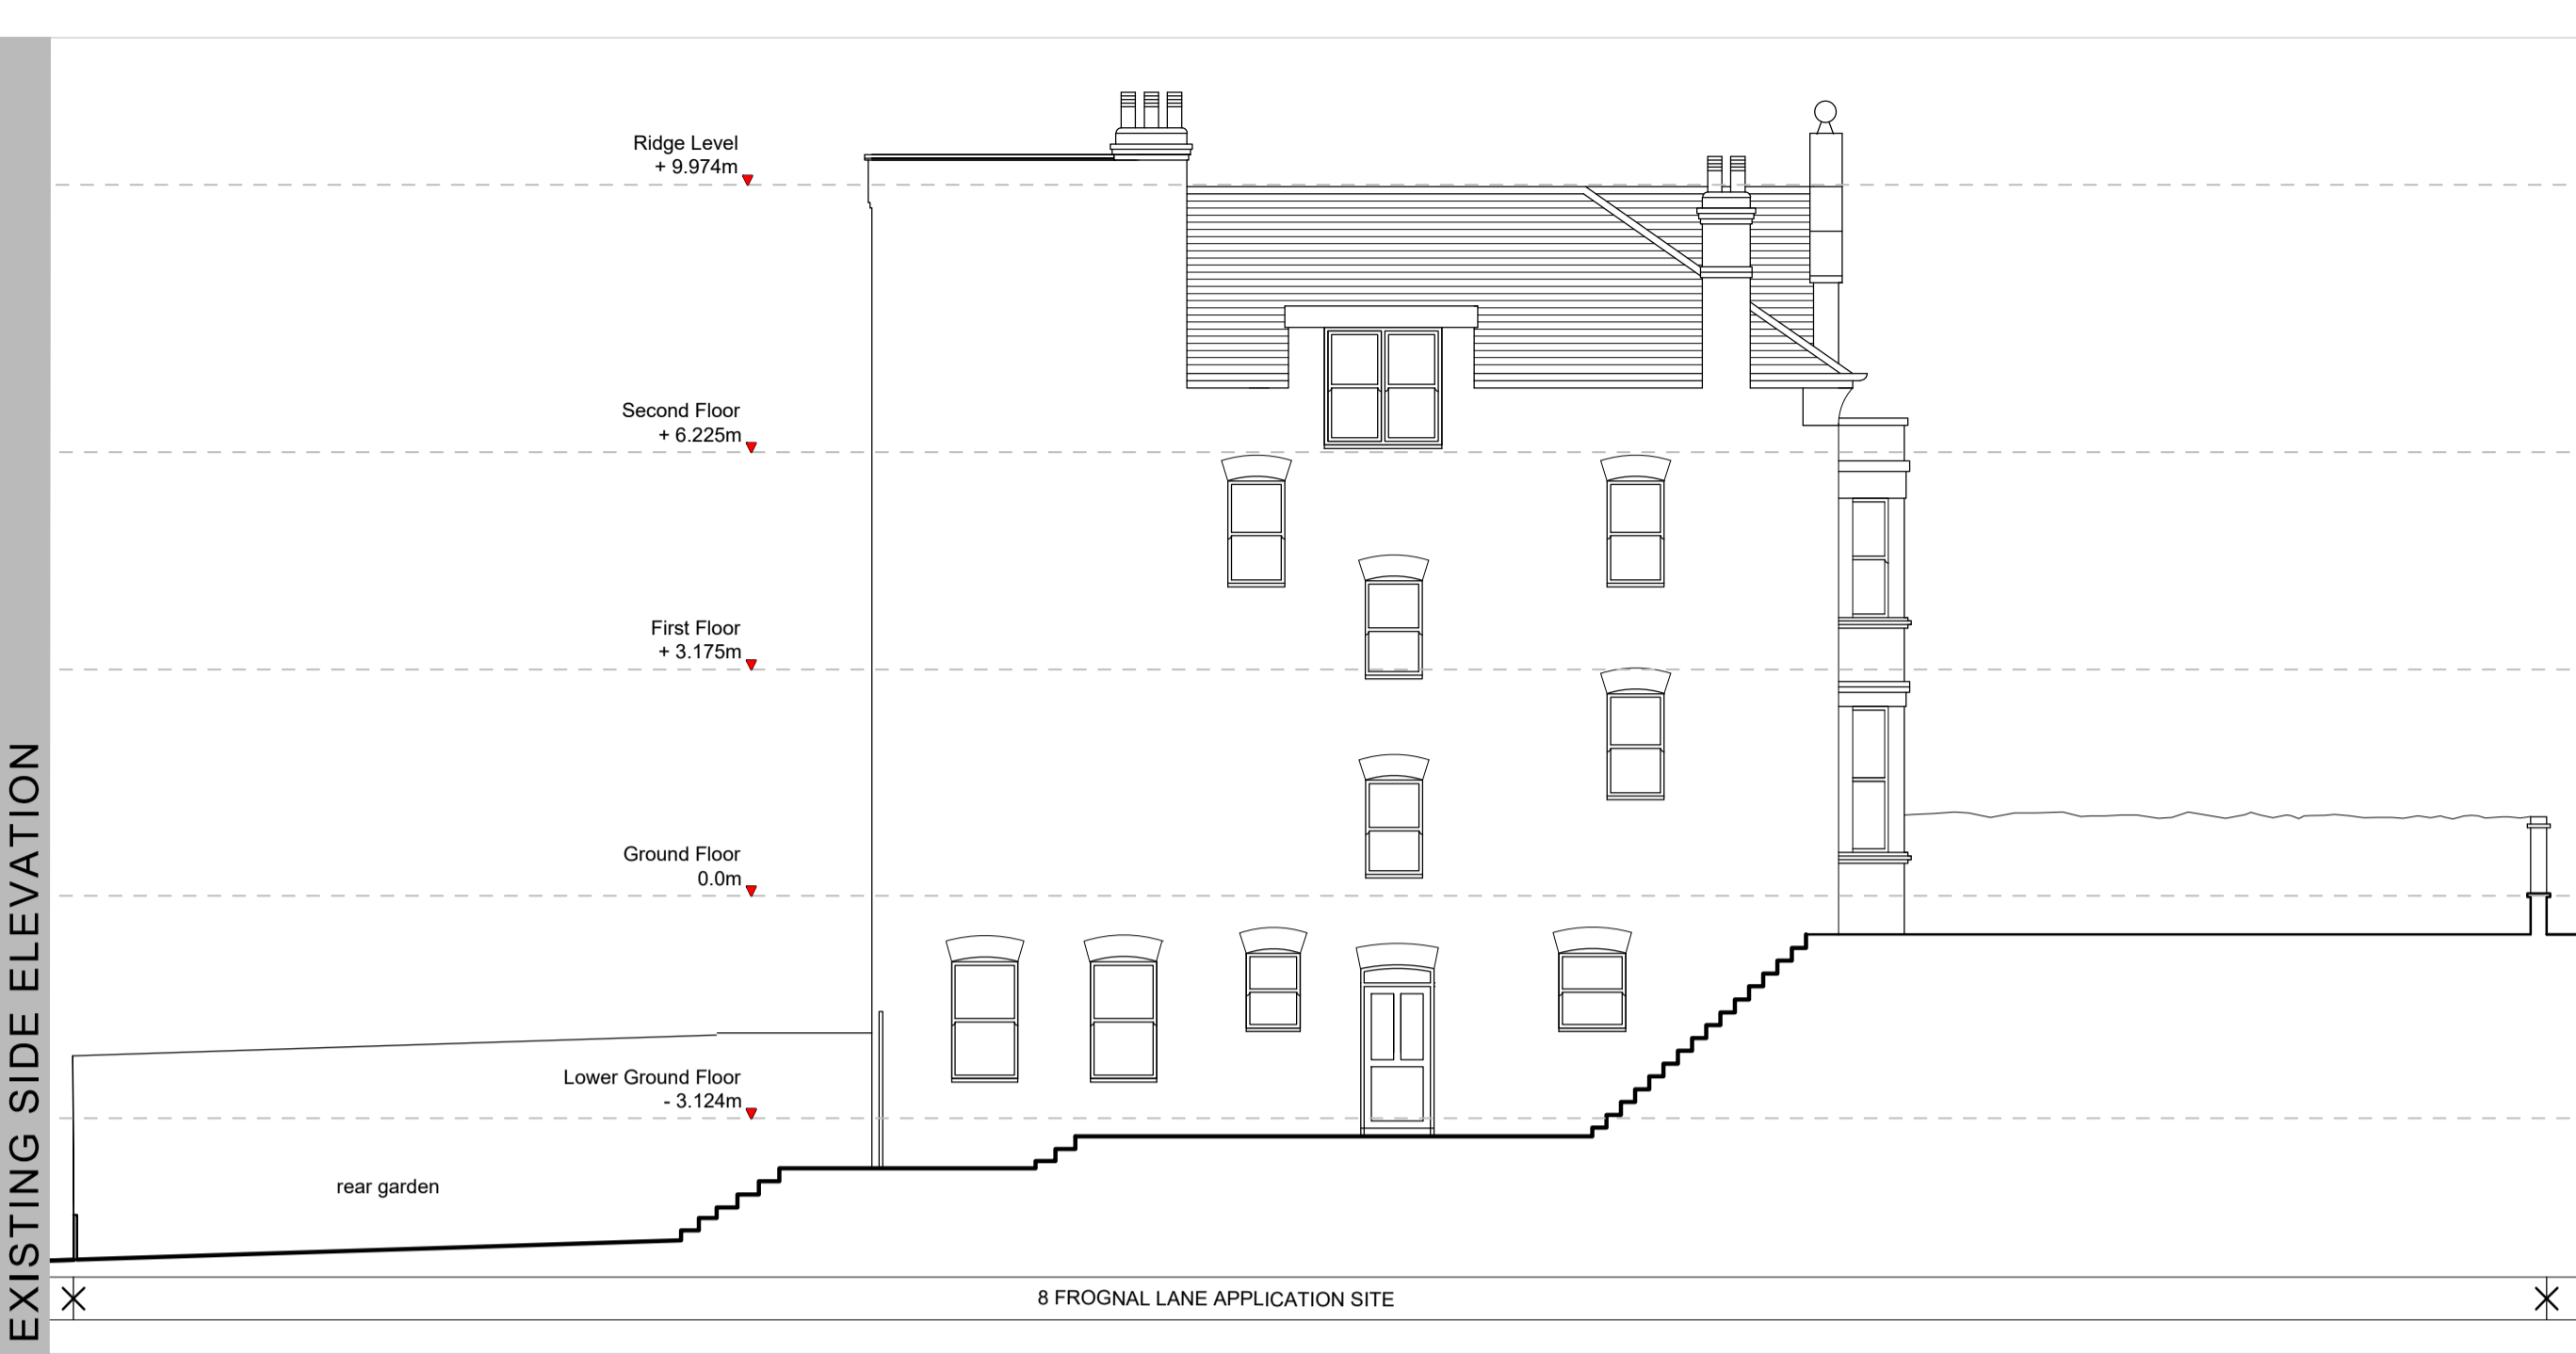 EXISTING SIDE ELEVATION
Ridge Level
+ 9.974m
Second Floor
+ 6.225m
First Floor
+ 3.175m
Ground Floor
0.0m
Lower Ground Floor
- 3.124m
rear garden
8 FROGNAL LANE APPLICATION SITE